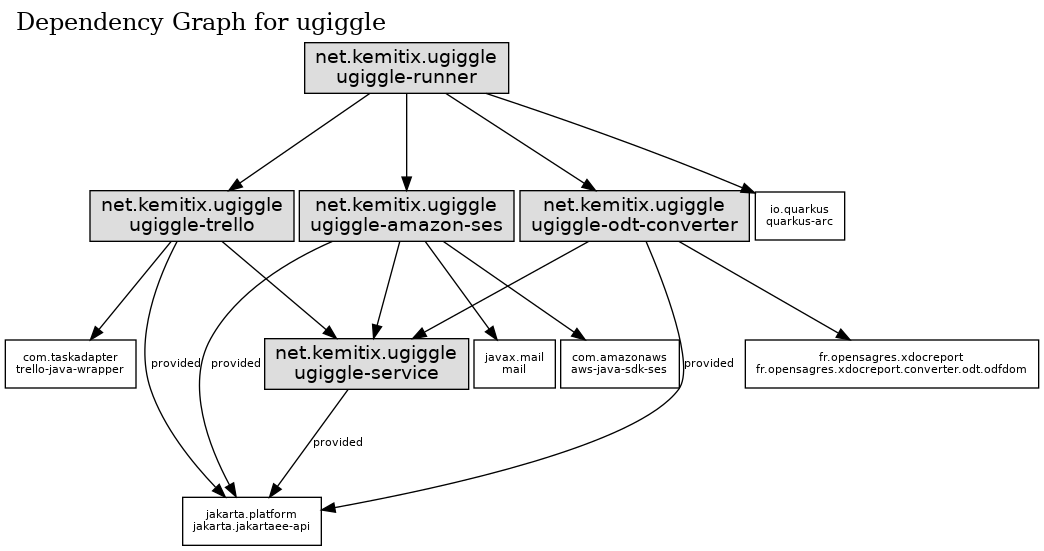 Dependency Graph for ugiggle
net.kemitix.ugiggle
ugiggle-runner
net.kemitix.ugiggle
ugiggle-trello
net.kemitix.ugiggle
ugiggle-amazon-ses
net.kemitix.ugiggle
ugiggle-odt-converter
io.quarkus
quarkus-arc
com.taskadapter
trello-java-wrapper
provided
provided
net.kemitix.ugiggle
ugiggle-service
javax.mail
mail
com.amazonaws
aws-java-sdk-ses
provided
fr.opensagres.xdocreport
fr.opensagres.xdocreport.converter.odt.odfdom
provided
jakarta.platform
jakarta.jakartaee-api